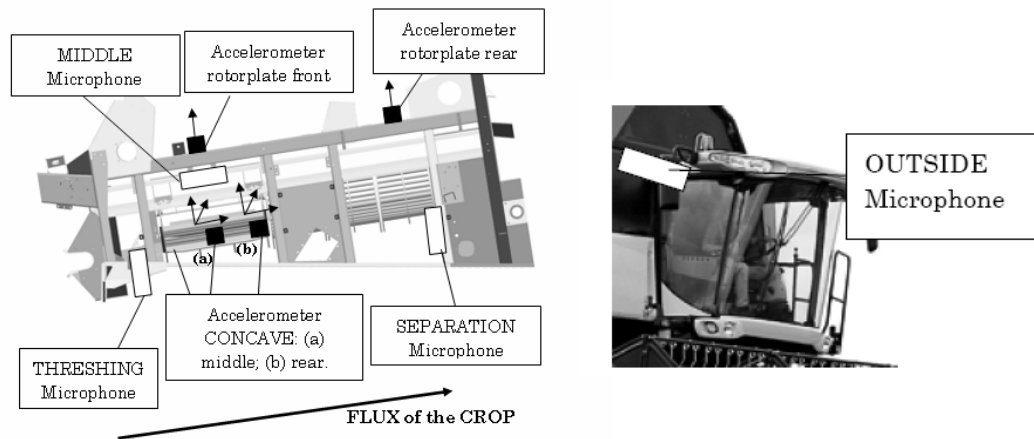 MIDDLE
Microphone
Accelerometer
rotorplate front
Accelerometer
rotorplate rear
OUTSIDE
Microphone
(a)
(b)
THRESHING
Microphone
Accelerometer
CONCAVE: (a)
middle; (b) rear.
SEPARATION
Microphone
FLUX of the CROP